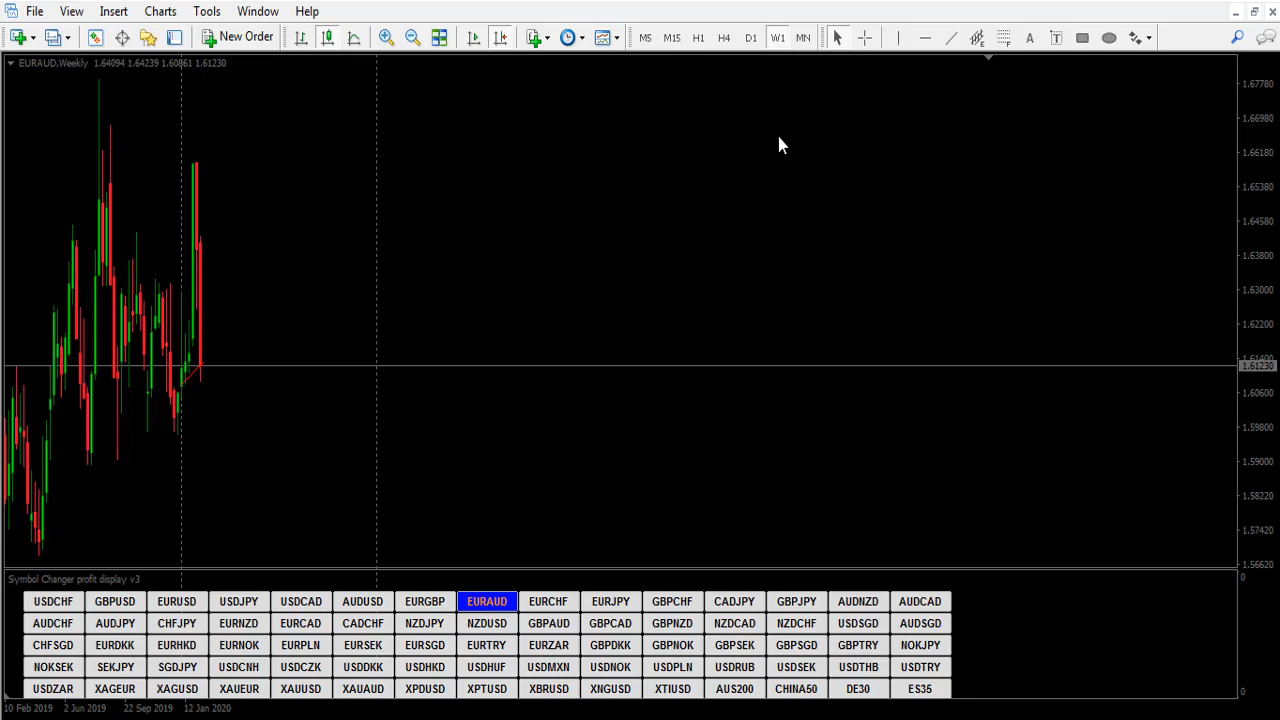 File View Insert Charts Tools Window Help
New Order M5 M15 H1 H4 D1 W1 MN A T
EURAUD,Weekly 1.64094 1.64239 1.60861 1.61230
1.67780
1.66980
1.66180
1.65380
1.64580
1.63800
1.63000
1.62200
1.61400
1.61230
1.60600
1.59800
1.59000
1.58220
1.57420
1.56620
Symbol Changer profit display v3
0
USDCHF GBPUSD EURUSD USDJPY USDCAD AUDUSD EURGBP EURAUD EURCHF EURJPY GBPCHF CADJPY GBPJPY AUDNZD AUDCAD
AUDCHF AUDJPY CHFJPY EURNZD EURCAD CADCHF NZDJPY NZDUSD GBPAUD GBPCAD GBPNZD NZDCAD NZDCHF USDSGD AUDSGD
CHFSGD EURDKK EURHKD EURNOK EURPLN EURSEK EURSGD EURTRY EURZAR GBPDKK GBPNOK GBPSEK GBPSGD GBPTRY NOKJPY
NOKSEK SEKJPY SGDJPY USDCNH USDCZK USDDKK USDHKD USDHUF USDMXN USDNOK USDPLN USDRUB USDSEK USDTHB USDTRY
USDZAR XAGEUR XAGUSD XAUEUR XAUUSD XAUAUD XPDUSD XPTUSD XBRUSD XNGUSD XTIUSD AUS200 CHINA50 DE30 ES35
0
10 Feb 2019 2 Jun 2019 22 Sep 2019 12 Jan 2020